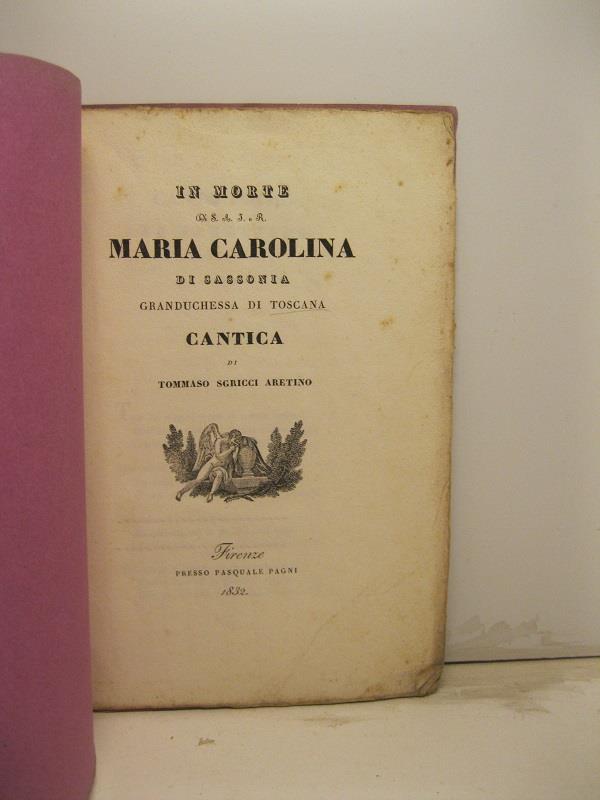 IN MORTE
DI S. A. I. e R.
MARIA CAROLINA
DI SASSONIA
GRANDUCHESSA DI TOSCANA
CANTICA
DI
TOMMASO SGRICCI ARETINO
Firenze
PRESSO PASQUALE PAGNI
1832.